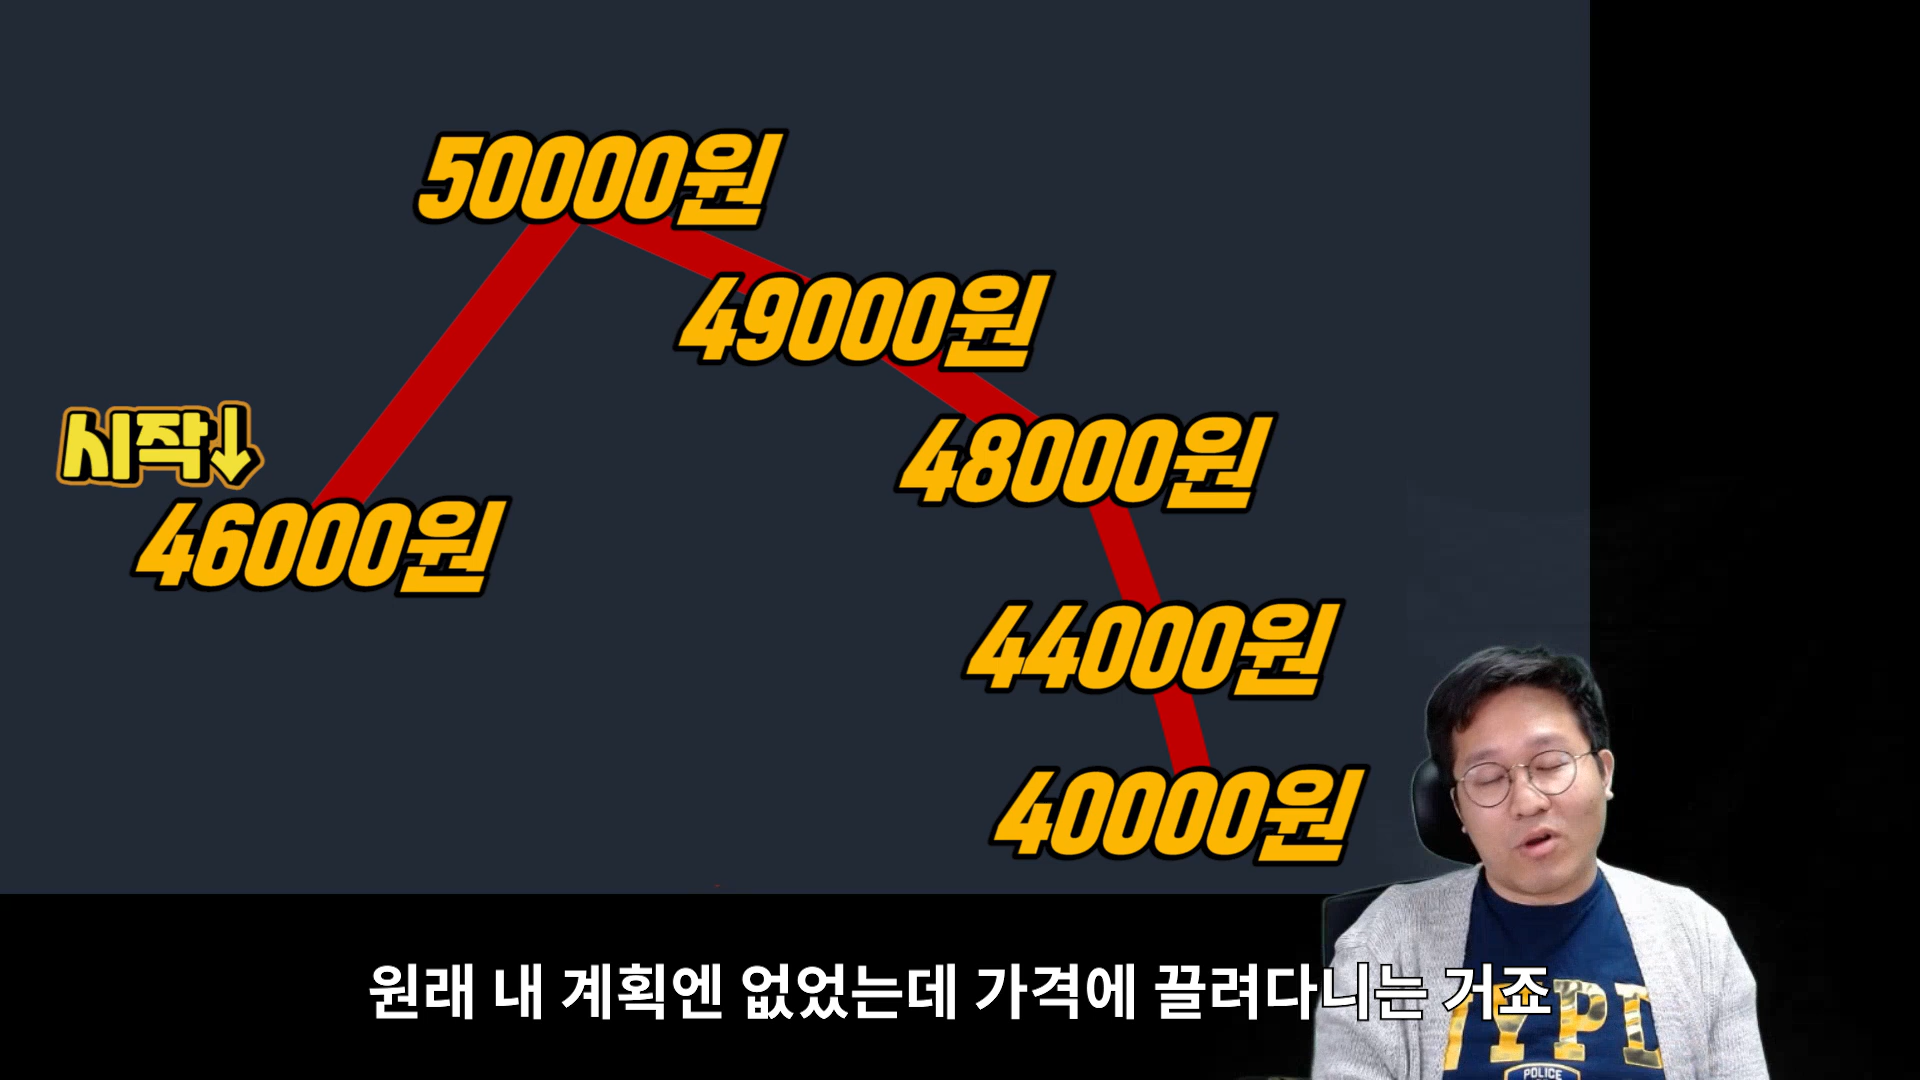 50000원
49000원
시작↓
48000원
46000원
44000원
40000원
원래 내 계획엔 없었는데 가격에 끌려다니는 거죠
NYPD
POLICE